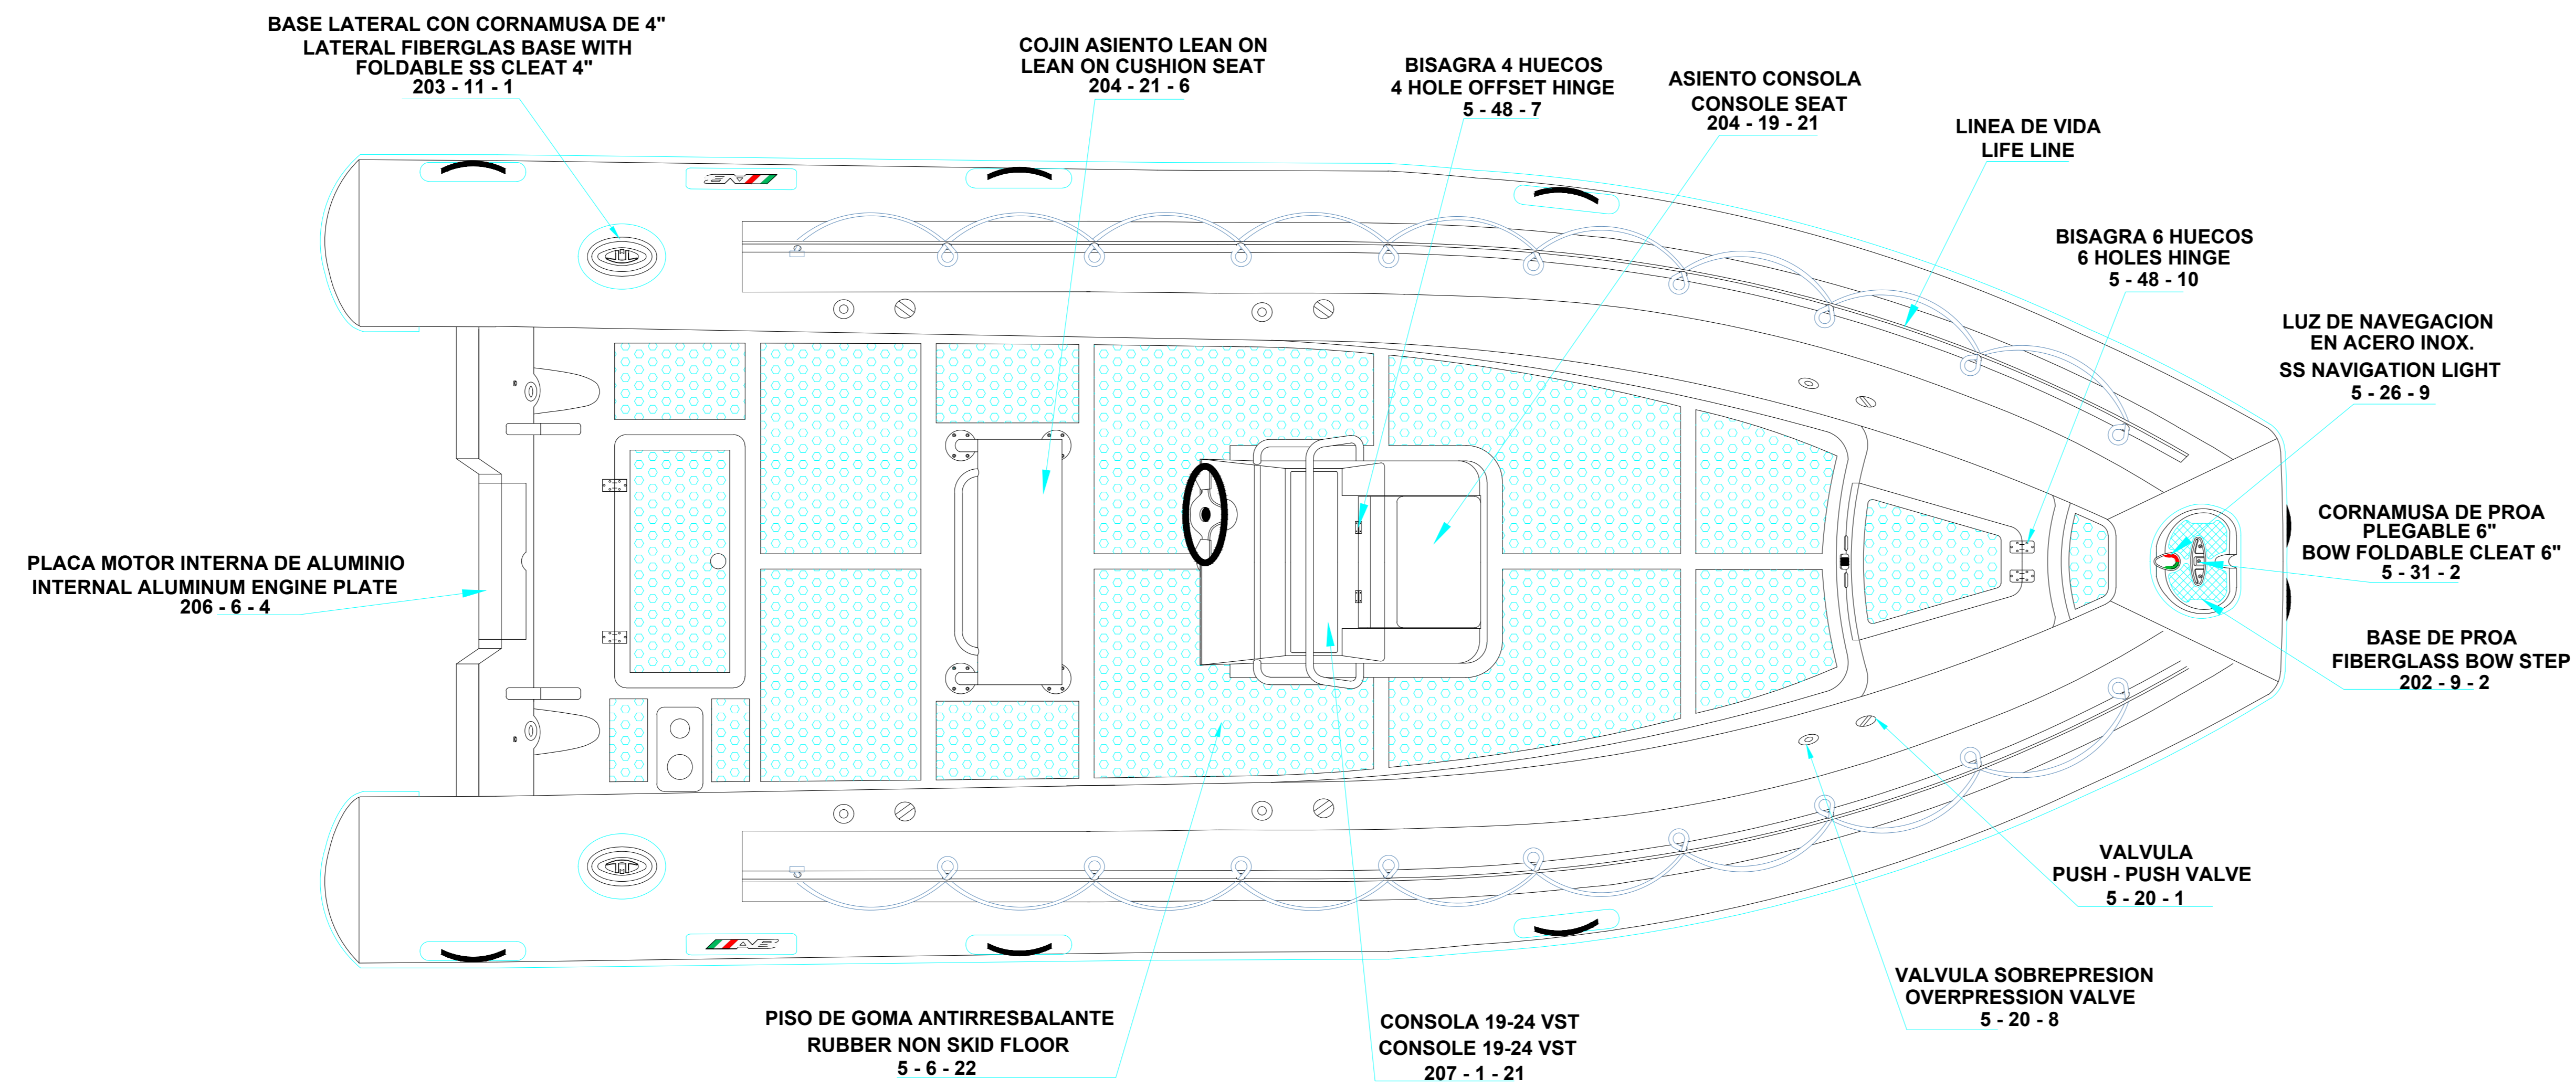 BASE LATERAL CON CORNAMUSA DE 4"
LATERAL FIBERGLAS BASE WITH
FOLDABLE SS CLEAT 4"
203 - 11 - 1
COJIN ASIENTO LEAN ON
LEAN ON CUSHION SEAT
204 - 21 - 6
BISAGRA 4 HUECOS
4 HOLE OFFSET HINGE
5 - 48 - 7
ASIENTO CONSOLA
CONSOLE SEAT
204 - 19 - 21
LINEA DE VIDA
LIFE LINE
BISAGRA 6 HUECOS
6 HOLES HINGE
5 - 48 - 10
LUZ DE NAVEGACION
EN ACERO INOX.
SS NAVIGATION LIGHT
5 - 26 - 9
CORNAMUSA DE PROA
PLEGABLE 6"
BOW FOLDABLE CLEAT 6"
5 - 31 - 2
BASE DE PROA
FIBERGLASS BOW STEP
202 - 9 - 2
PLACA MOTOR INTERNA DE ALUMINIO
INTERNAL ALUMINUM ENGINE PLATE
206 - 6 - 4
VALVULA
PUSH - PUSH VALVE
5 - 20 - 1
VALVULA SOBREPRESION
OVERPRESSION VALVE
5 - 20 - 8
PISO DE GOMA ANTIRRESBALANTE
RUBBER NON SKID FLOOR
5 - 6 - 22
CONSOLA 19-24 VST
CONSOLE 19-24 VST
207 - 1 - 21